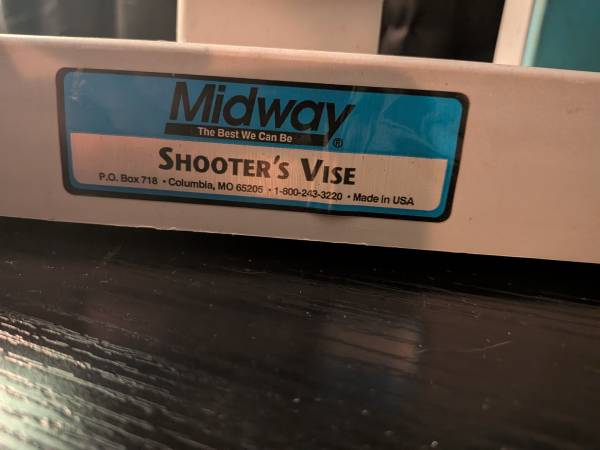 Midway®
The Best We Can Be
SHOOTER'S VISE
P.O. Box 718 • Columbia, MO 65205 • 1-800-243-3220 • Made in USA